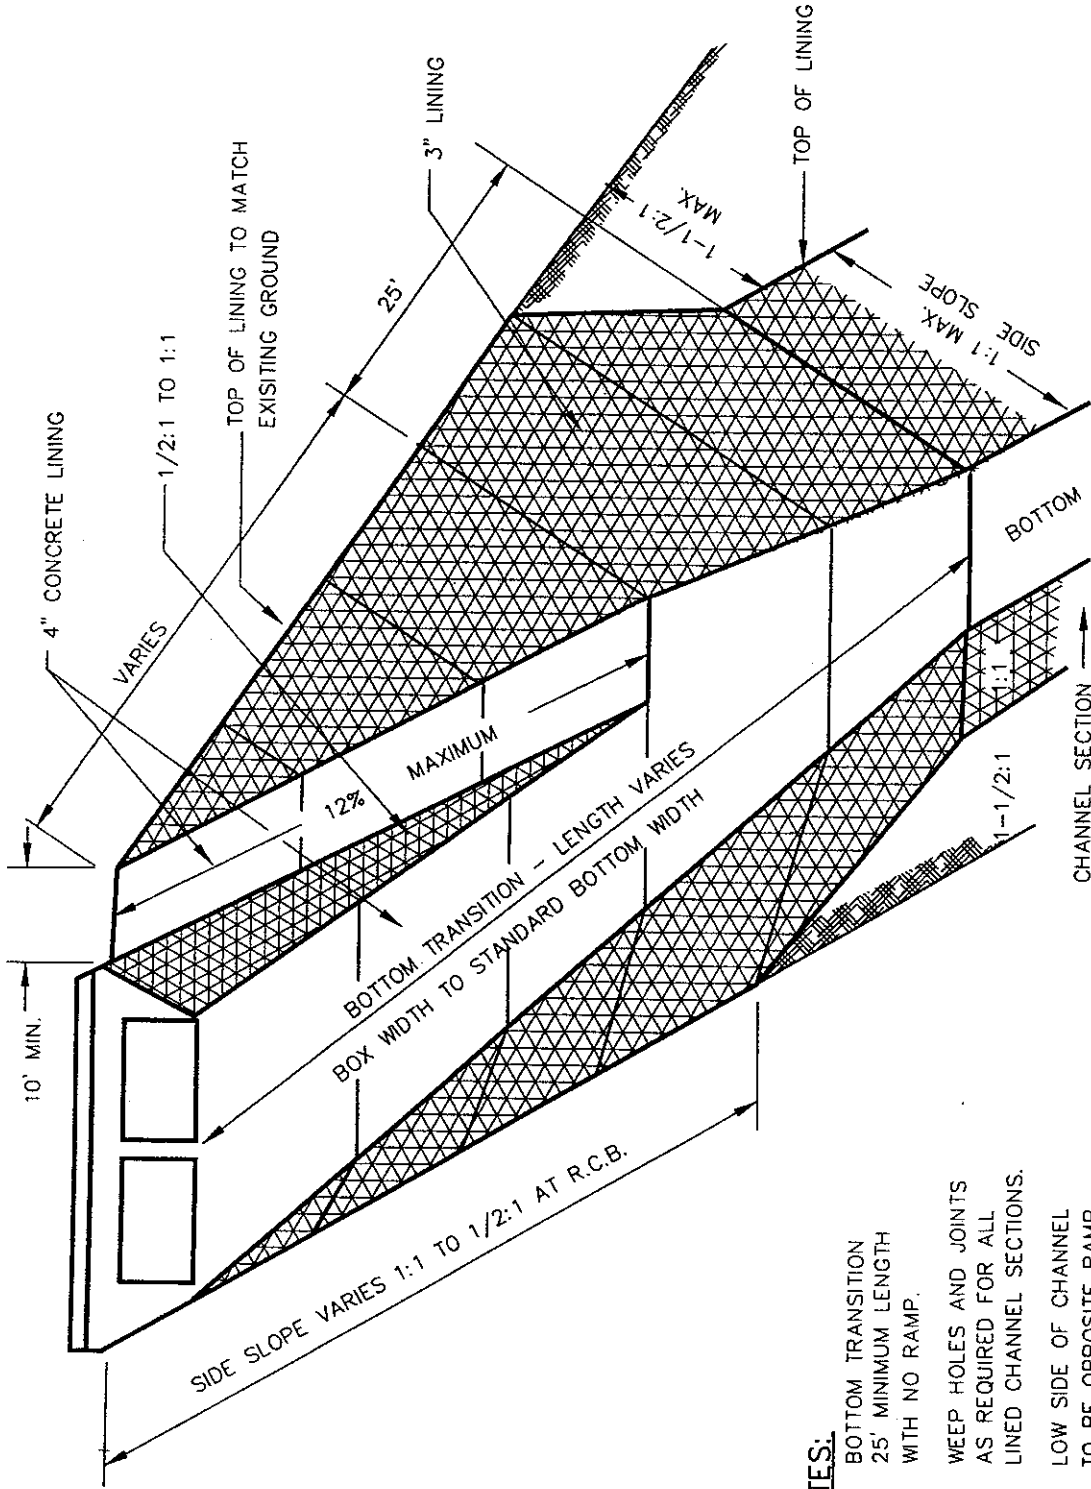 10' MIN.
VARIES
4" CONCRETE LINING
1/2:1 TO 1:1
TOP OF LINING TO MATCH
EXISITING GROUND
25'
3" LINING
1-1/2:1
MAX.
TOP OF LINING
1:1 MAX.
SIDE SLOPE
12%
MAXIMUM
BOTTOM TRANSITION - LENGTH VARIES
BOX WIDTH TO STANDARD BOTTOM WIDTH
BOTTOM
1:1
1-1/2:1
CHANNEL SECTION
SIDE SLOPE VARIES 1:1 TO 1/2:1 AT R.C.B.
TES:
BOTTOM TRANSITION
25' MINIMUM LENGTH
WITH NO RAMP.
WEEP HOLES AND JOINTS
AS REQUIRED FOR ALL
LINED CHANNEL SECTIONS.
LOW SIDE OF CHANNEL
TO BE OPPOSITE RAMP